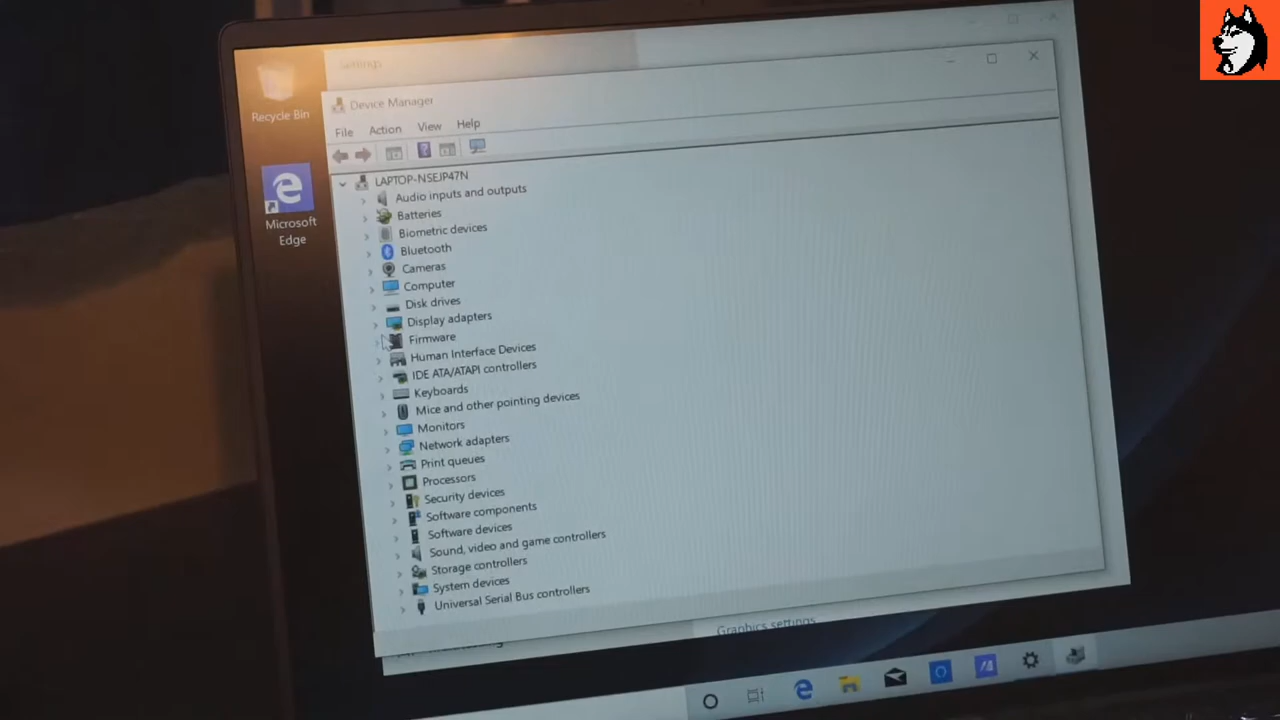 Settings
Recycle Bin
Device Manager
File Action View Help
LAPTOP-NSEJP47N
Audio inputs and outputs
Batteries
Biometric devices
Bluetooth
Cameras
Computer
Disk drives
Display adapters
Firmware
Human Interface Devices
IDE ATA/ATAPI controllers
Keyboards
Mice and other pointing devices
Monitors
Network adapters
Print queues
Processors
Security devices
Software components
Software devices
Sound, video and game controllers
Storage controllers
System devices
Universal Serial Bus controllers
Microsoft
Edge
Graphics settings